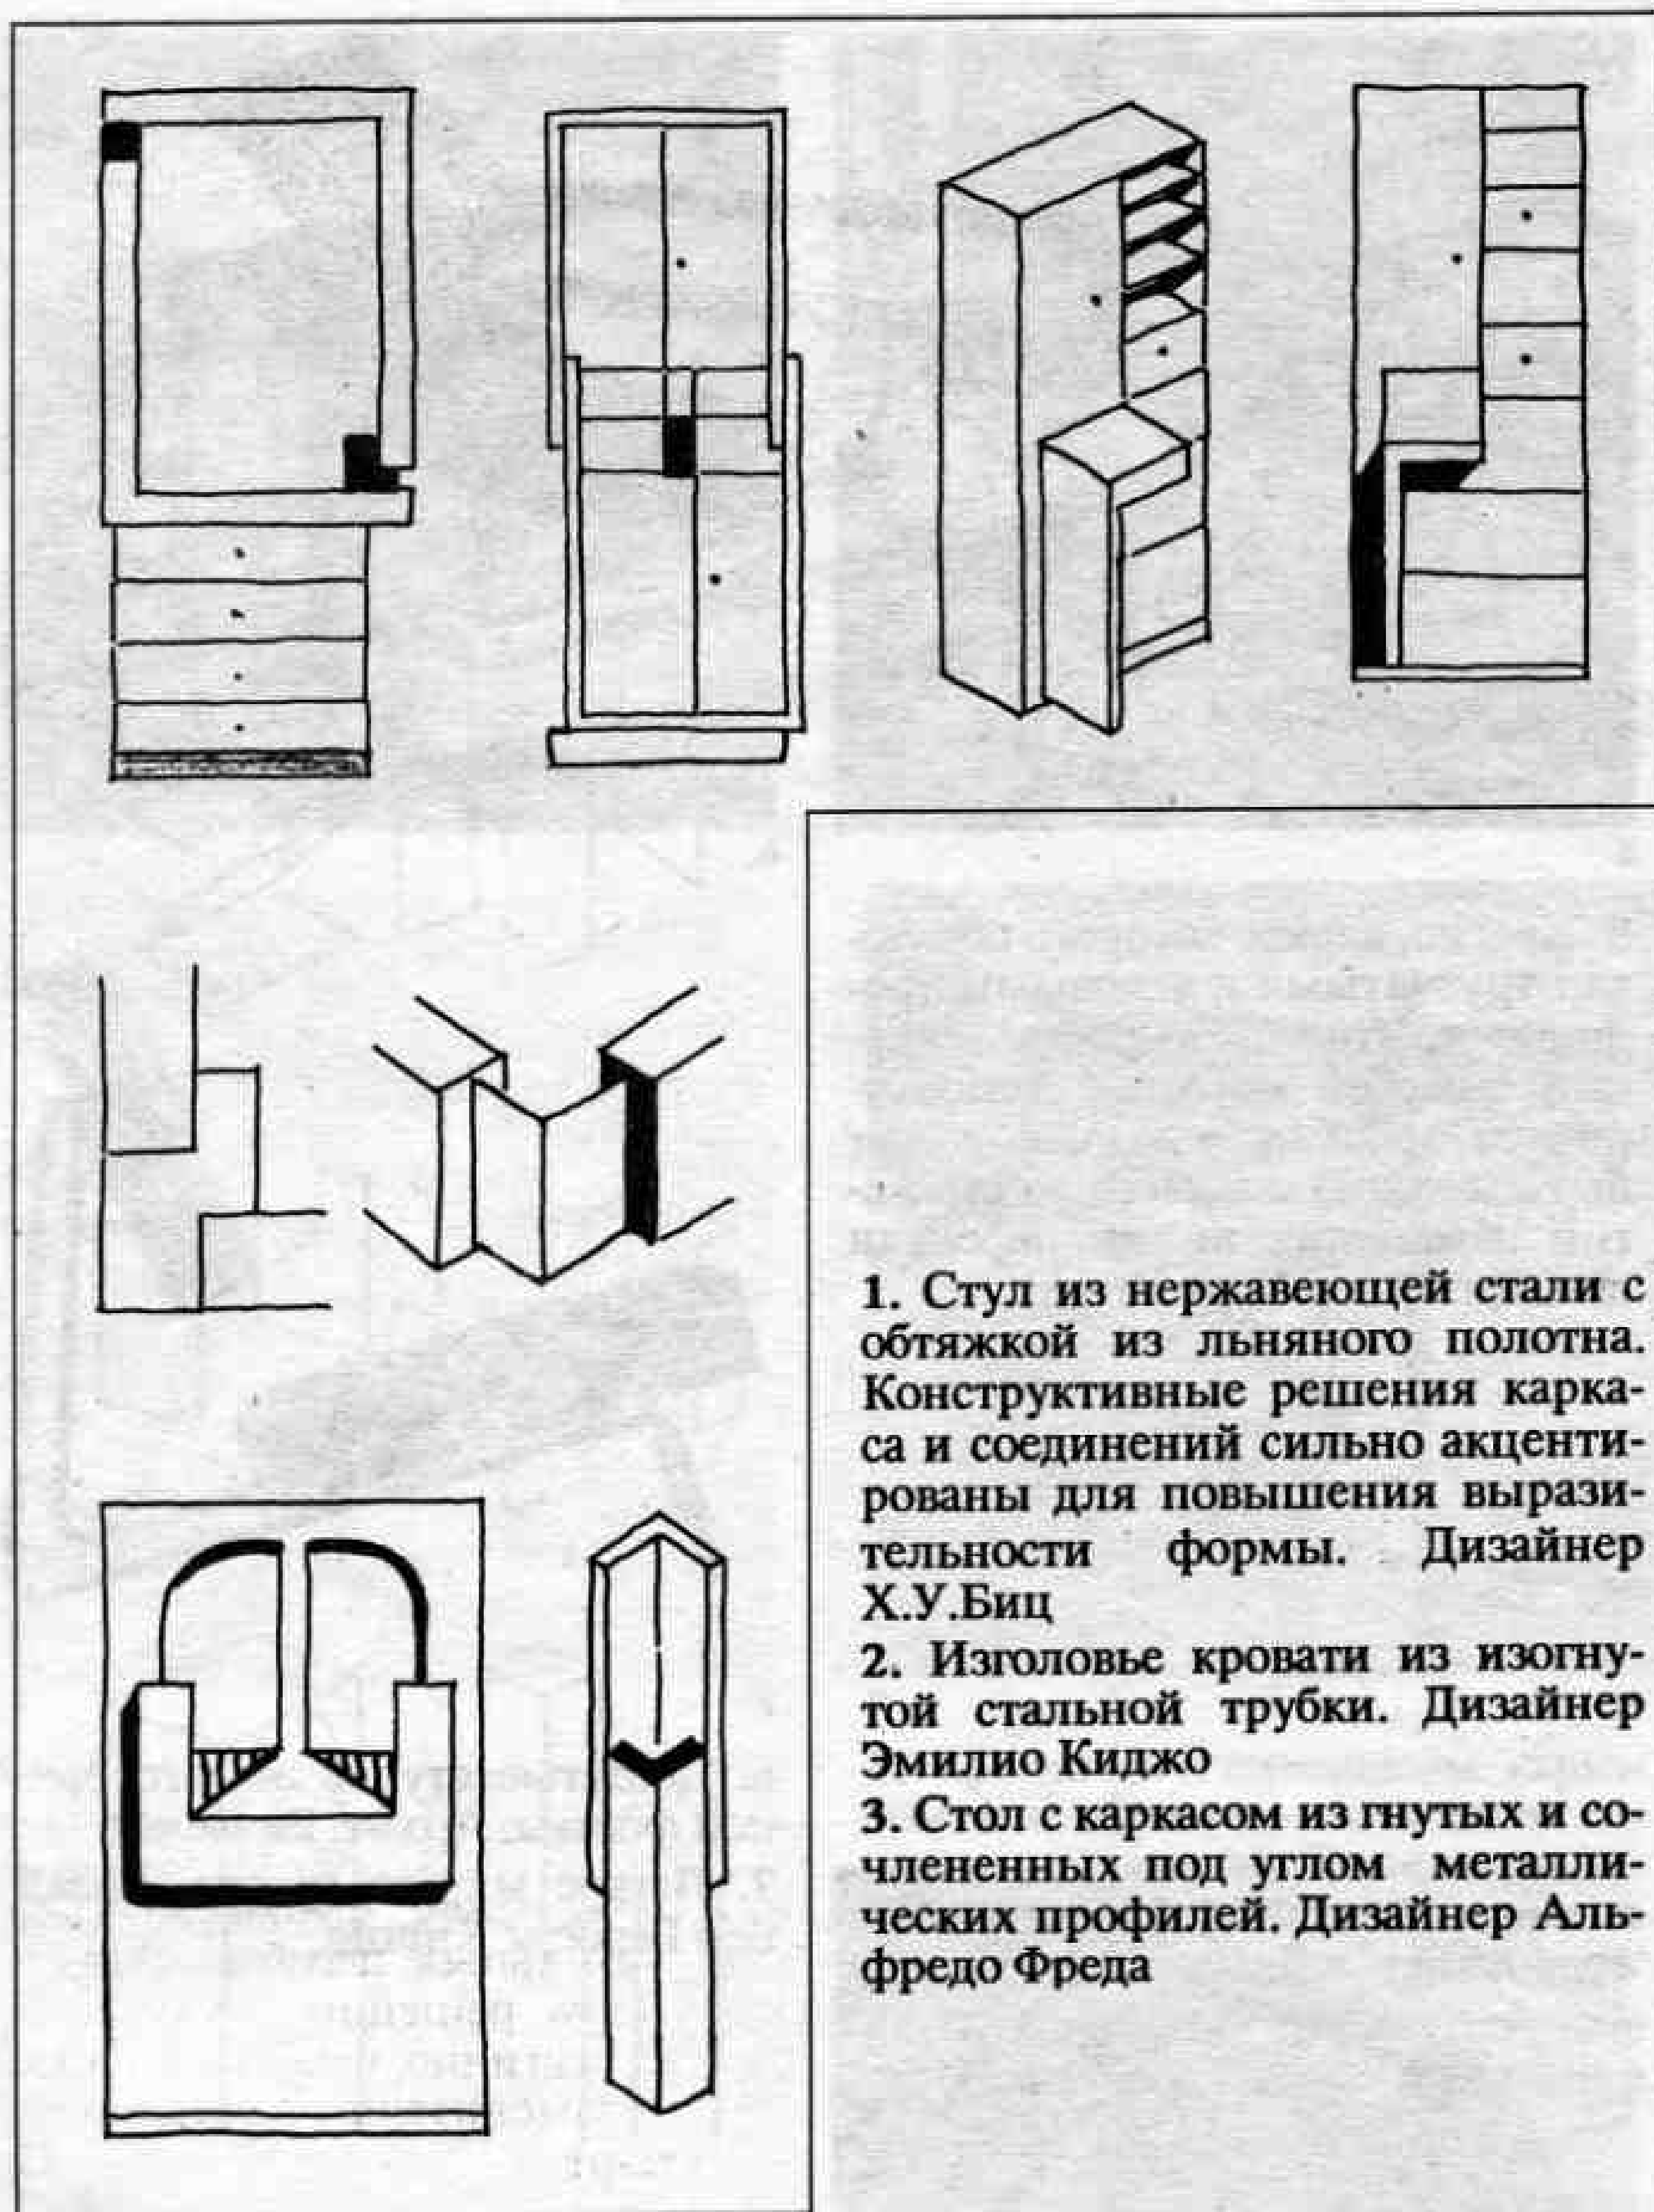 1. Стул из нержавеющей стали с
обтяжкой из льняного полотна.
Конструктивные решения карка-
са и соединений сильно акценти-
рованы для повышения вырази-
тельности формы. Дизайнер
Х.У.Биц
2. Изголовье кровати из изогну-
той стальной трубки. Дизайнер
Эмилио Киджо
3. Стол с каркасом из гнутых и со-
члененных под углом металли-
ческих профилей. Дизайнер Аль-
фредо Фреда